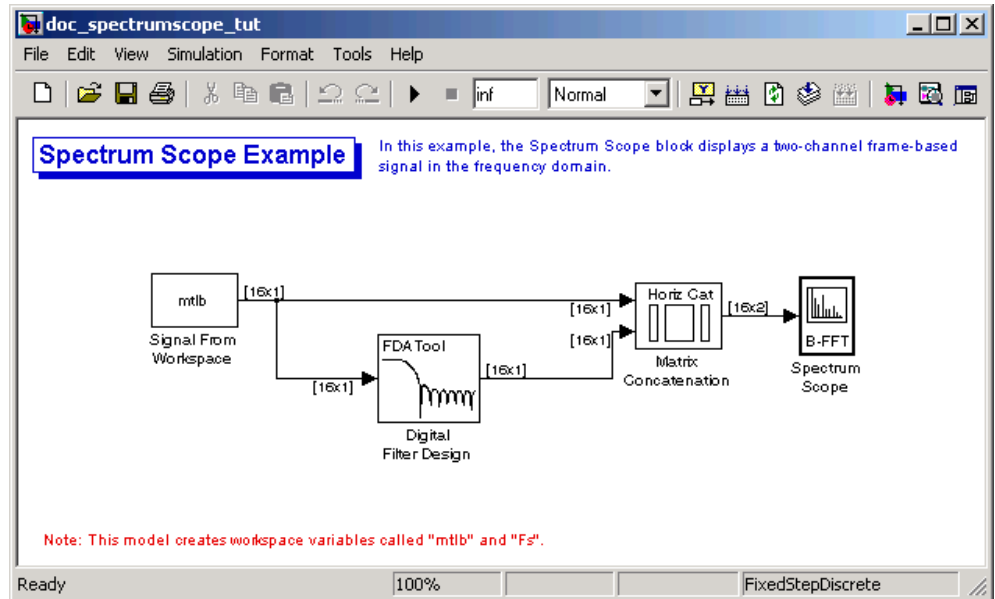 doc_spectrumscope_tut
File Edit View Simulation Format Tools Help
inf Normal
Spectrum Scope Example
In this example, the Spectrum Scope block displays a two-channel frame-based
signal in the frequency domain.
mtlb
[16x1]
Signal From
Workspace
[16x1]
FDATool
[16x1]
Digital
Filter Design
[16x1]
[16x1]
Horiz Cat
[16x2]
Matrix
Concatenation
B-FFT
Spectrum
Scope
Note: This model creates workspace variables called "mtlb" and "Fs".
Ready 100% FixedStepDiscrete